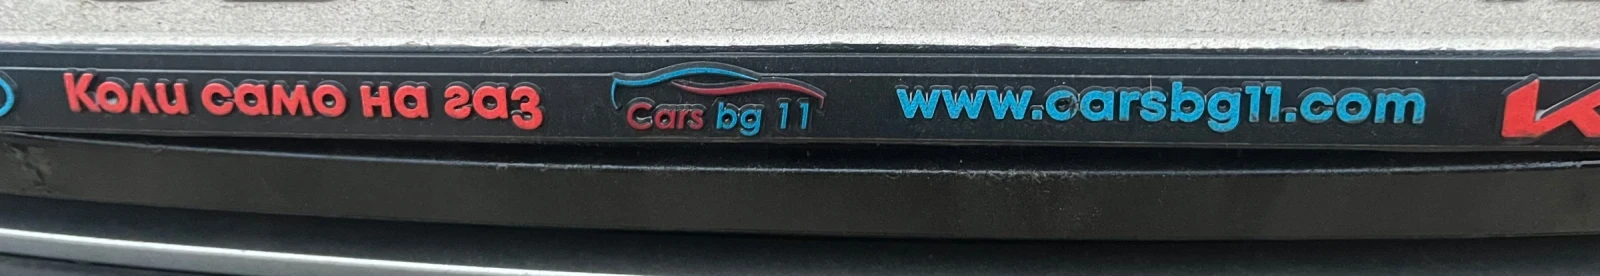 Коли само на газ Cars bg 11 www.carsbg11.com